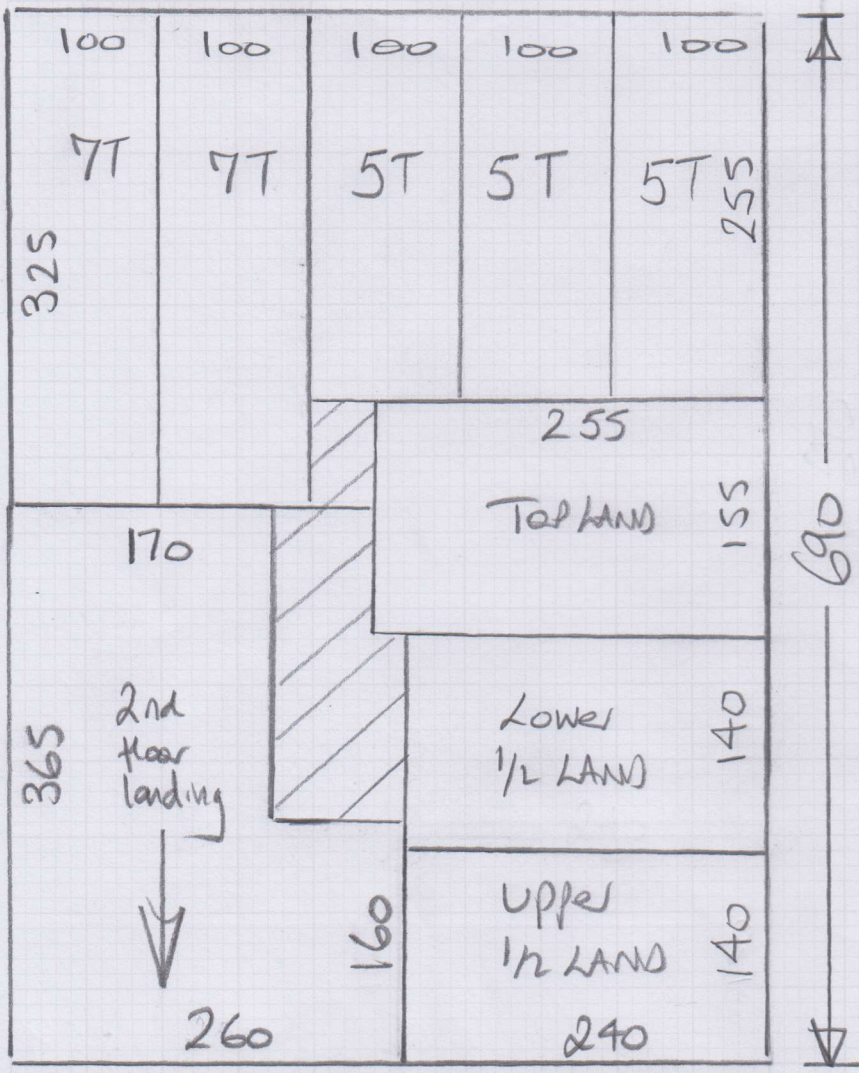 100 100 100 100 100
7T 7T 5T 5T 5T
255
325
255
TOP LAND
155
690
170
2nd
floor
landing
365
Lower
1/2 LAND
140
160
Upper
1/2 LAND
140
260
240